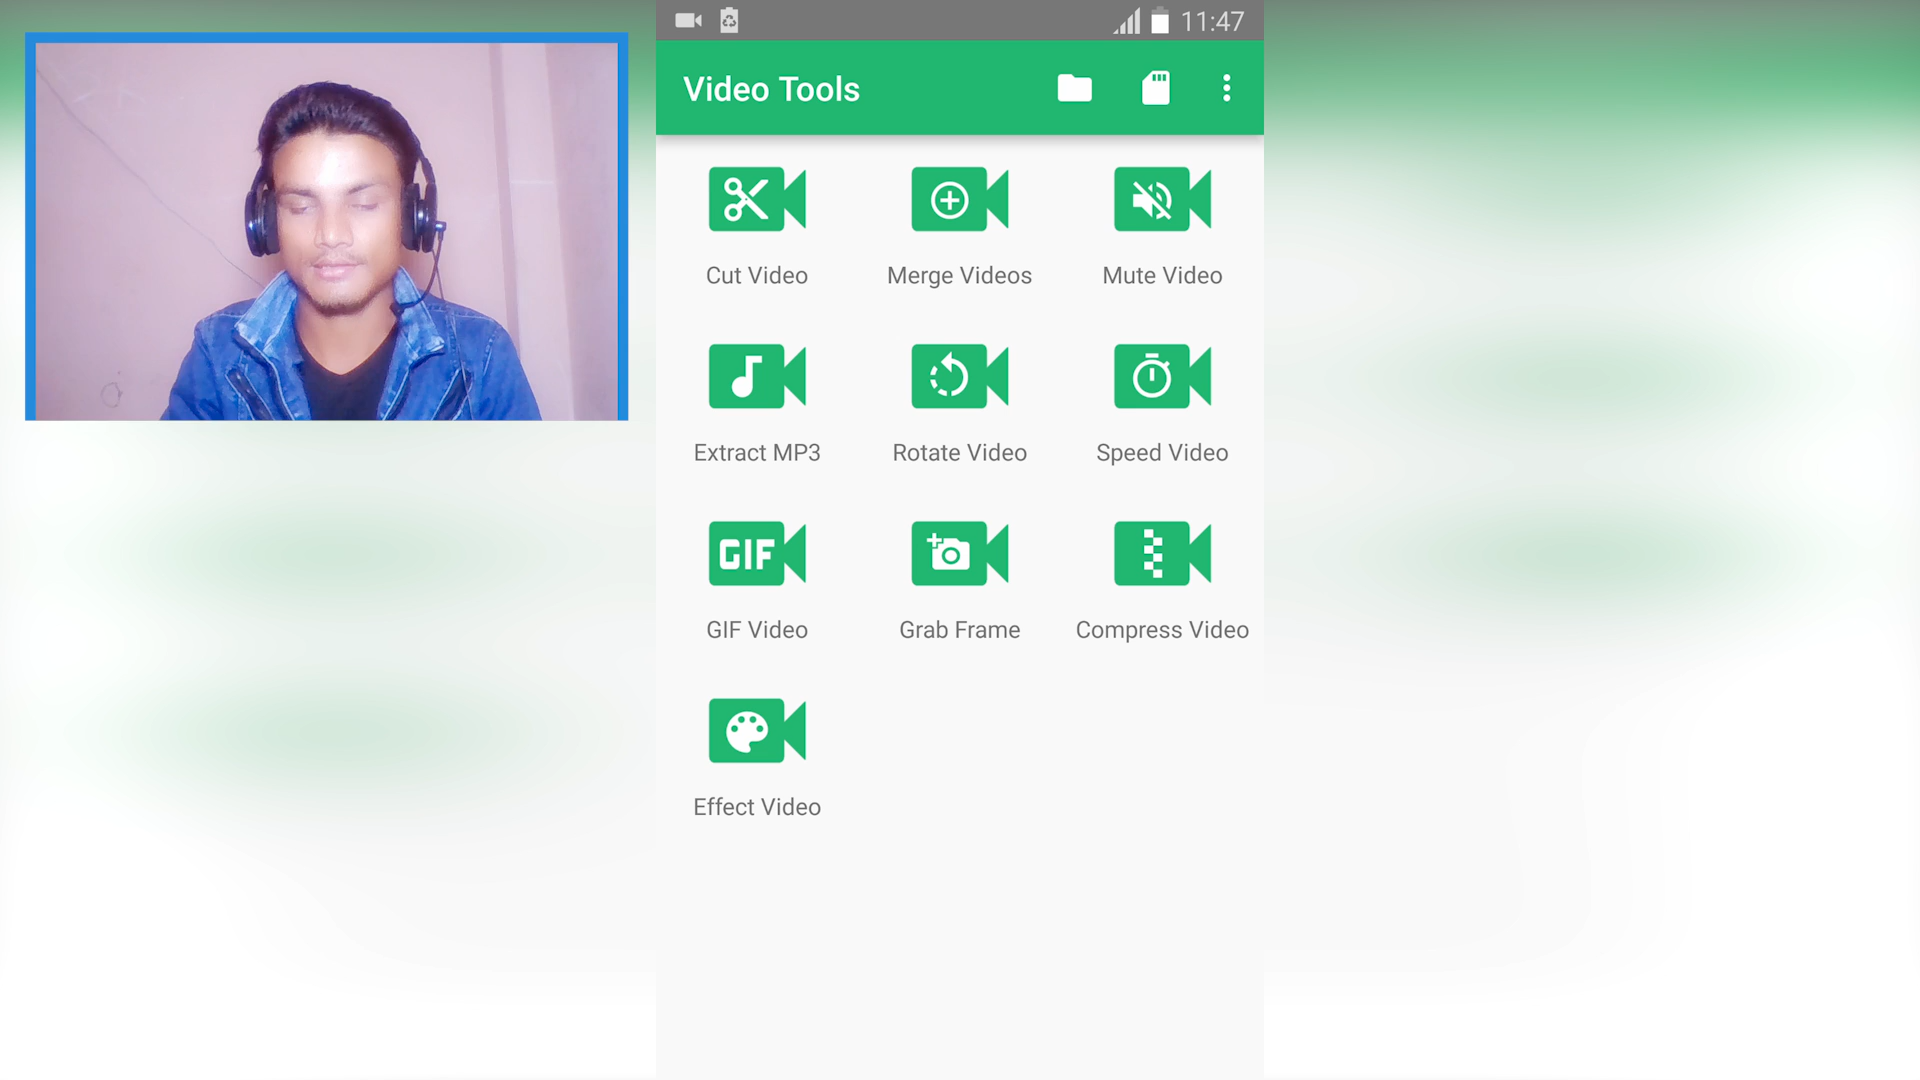 11:47
Video Tools
Cut Video
Merge Videos
Mute Video
Extract MP3
Rotate Video
Speed Video
GIF
GIF Video
Grab Frame
Compress Video
Effect Video